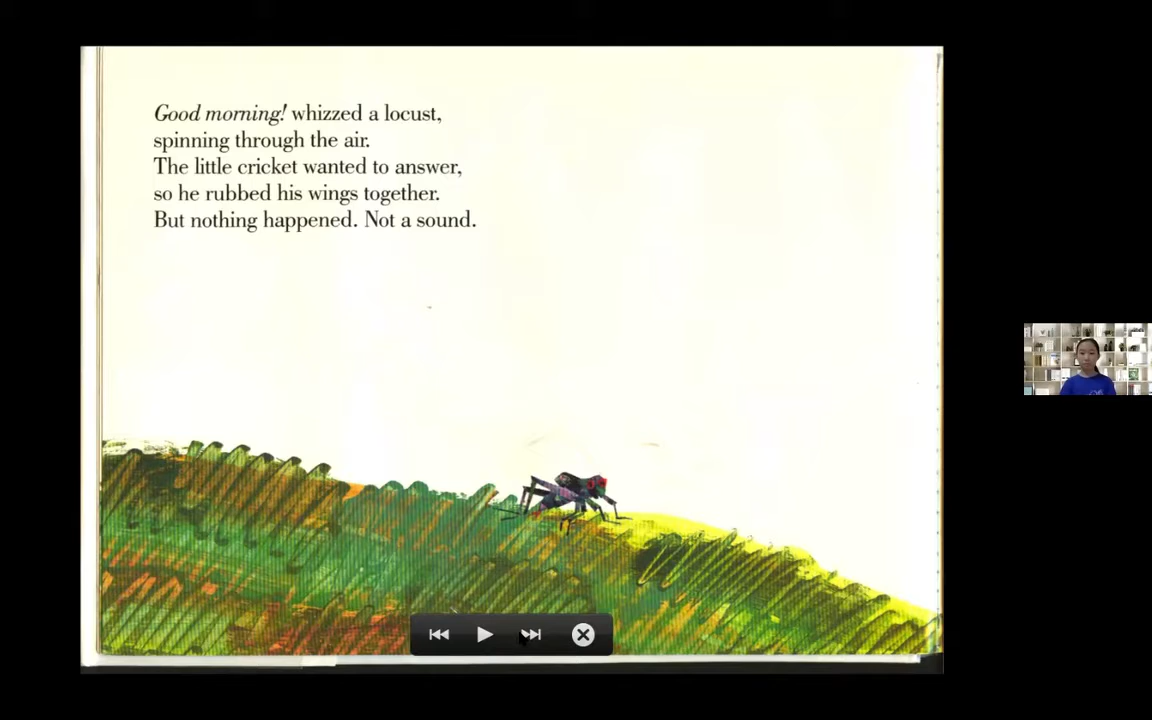 Good morning! whizzed a locust,
spinning through the air.
The little cricket wanted to answer,
so he rubbed his wings together.
But nothing happened. Not a sound.